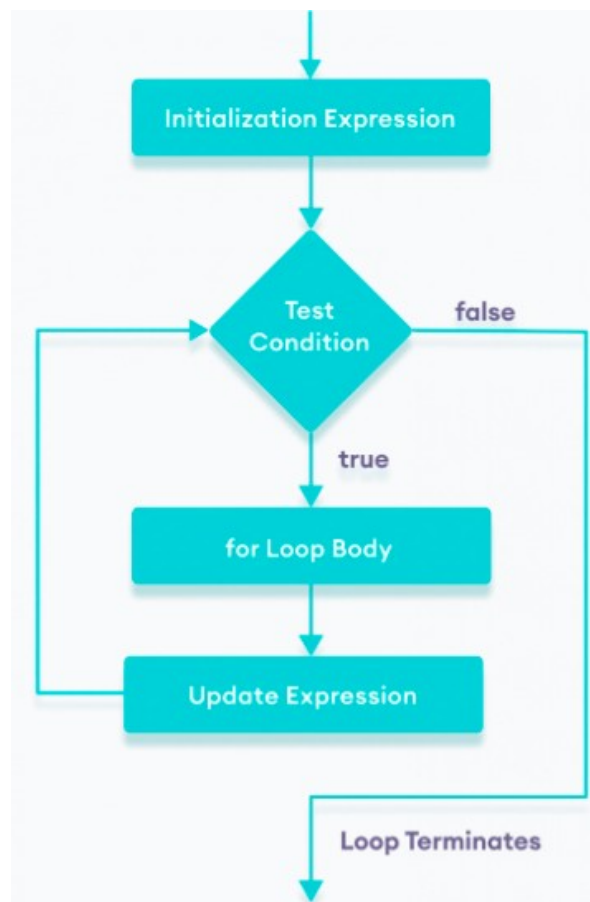 Initialization Expression
Test
Condition
false
true
for Loop Body
Update Expression
Loop Terminates